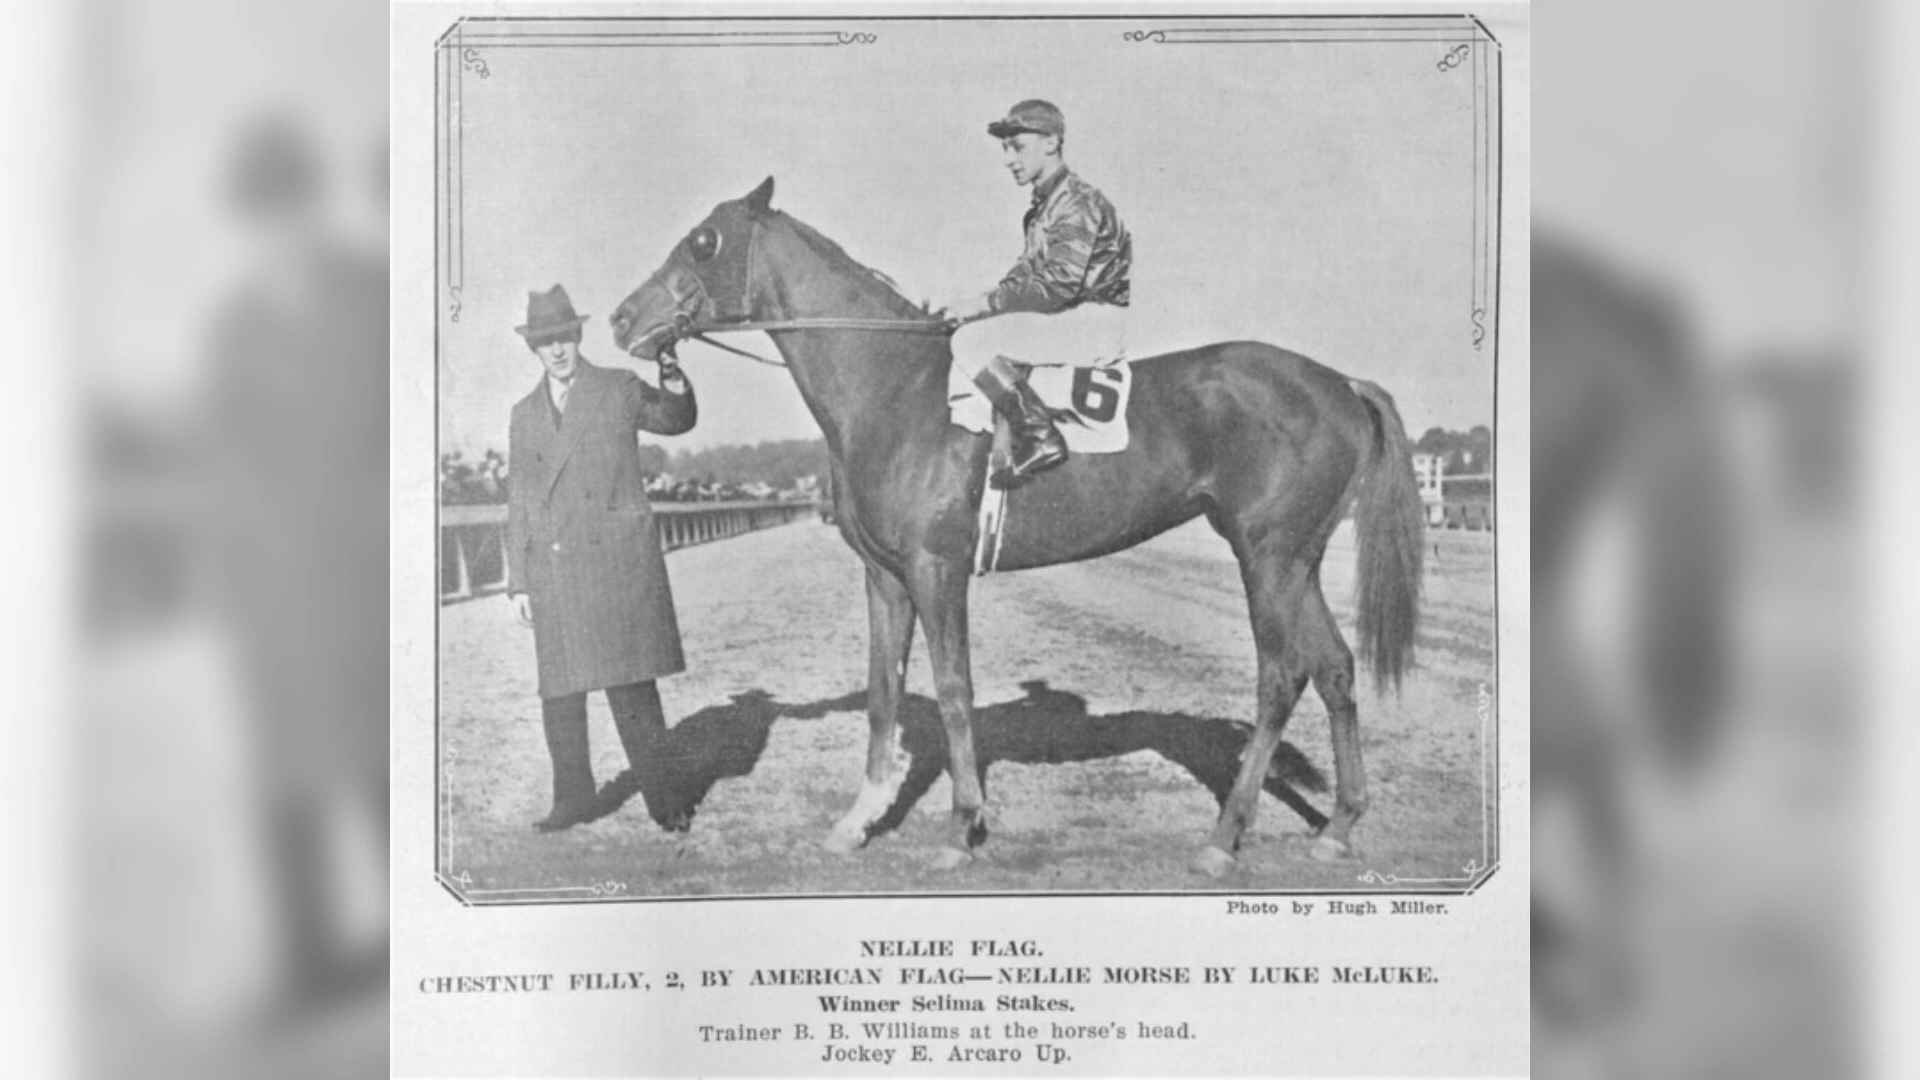 6
Photo by Hugh Miller.
NELLIE FLAG.
CHESTNUT FILLY, 2, BY AMERICAN FLAG—NELLIE MORSE BY LUKE McLUKE.
Winner Selima Stakes.
Trainer B. B. Williams at the horse's head.
Jockey E. Arcaro Up.